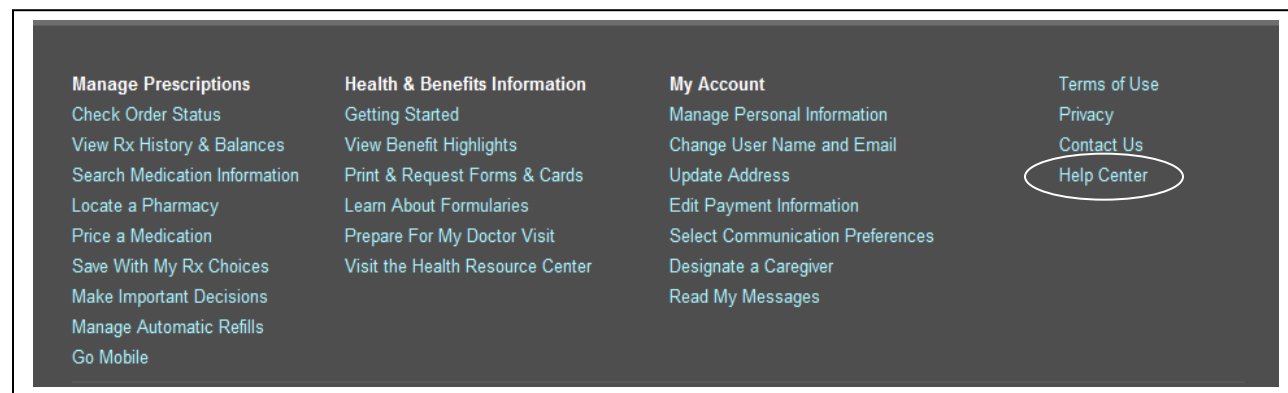 Manage Prescriptions
Check Order Status
View Rx History & Balances
Search Medication Information
Locate a Pharmacy
Price a Medication
Save With My Rx Choices
Make Important Decisions
Manage Automatic Refills
Go Mobile
Health & Benefits Information
Getting Started
View Benefit Highlights
Print & Request Forms & Cards
Learn About Formularies
Prepare For My Doctor Visit
Visit the Health Resource Center
My Account
Manage Personal Information
Change User Name and Email
Update Address
Edit Payment Information
Select Communication Preferences
Designate a Caregiver
Read My Messages
Terms of Use
Privacy
Contact Us
Help Center